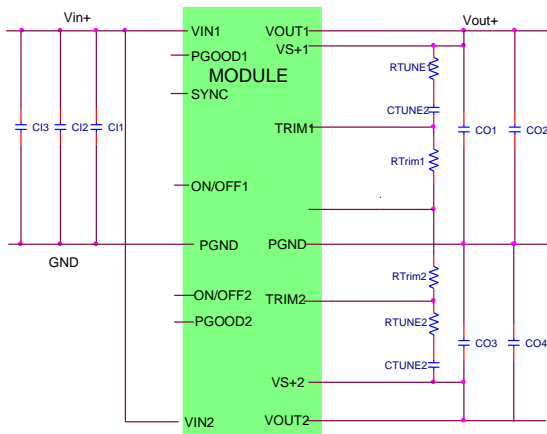 Vin+
Vout+
VIN1
VOUT1
VS+1
PGOOD1
RTUNE1
MODULE
SYNC
CTUNE2
CI3
CI2
CI1
TRIM1
CO1
CO2
RTrim1
ON/OFF1
PGND
PGND
GND
RTrim2
ON/OFF2
TRIM2
PGOOD2
RTUNE2
CO3
CO4
CTUNE2
VS+2
VIN2
VOUT2